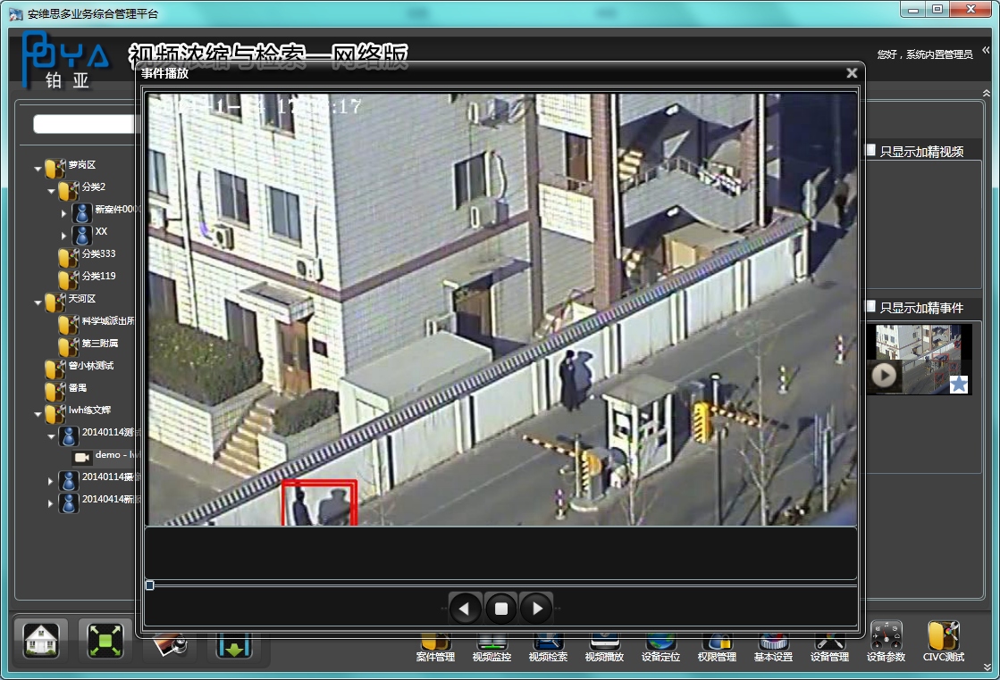 安维思多业务综合管理平台
POYA
铂亚
视频浓缩与检索—网络版
您好，系统内置管理员
事件播放
17
只显示加精视频
萝岗区
分类2
新案件000
XX
分类333
分类119
天河区
只显示加精事件
科学城派出所
第三附属
曾小林测试
番禺
lwh练文辉
20140114测试
demo - lwh
20140114摄
20140414新
案件管理
视频监控
视频检索
视频播放
设备定位
权限管理
基本设置
设备管理
设备参数
CIVC测试